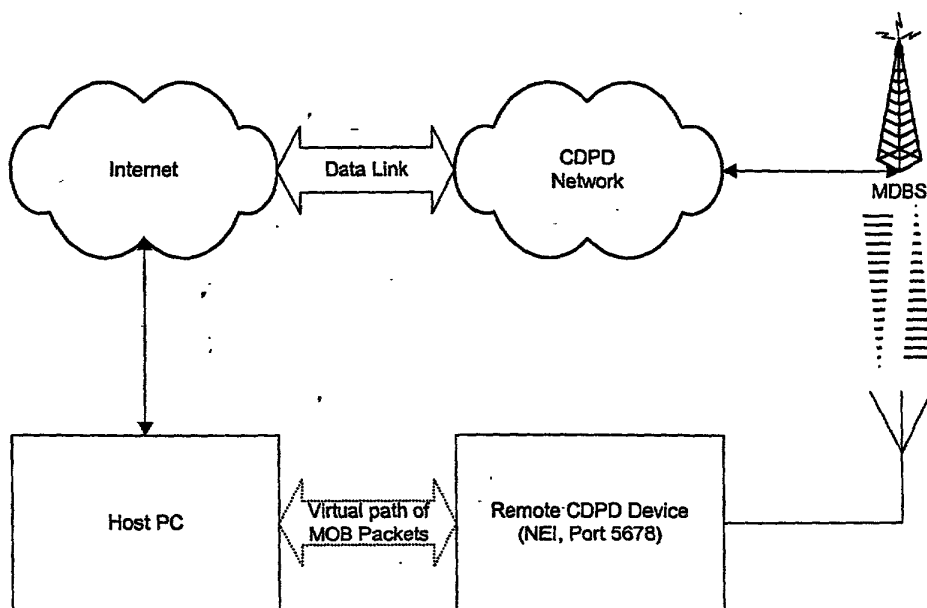 Internet
Data Link
CDPD
Network
MDBS
Host PC
Virtual path of
MOB Packets
Remote CDPD Device
(NEI, Port 5678)